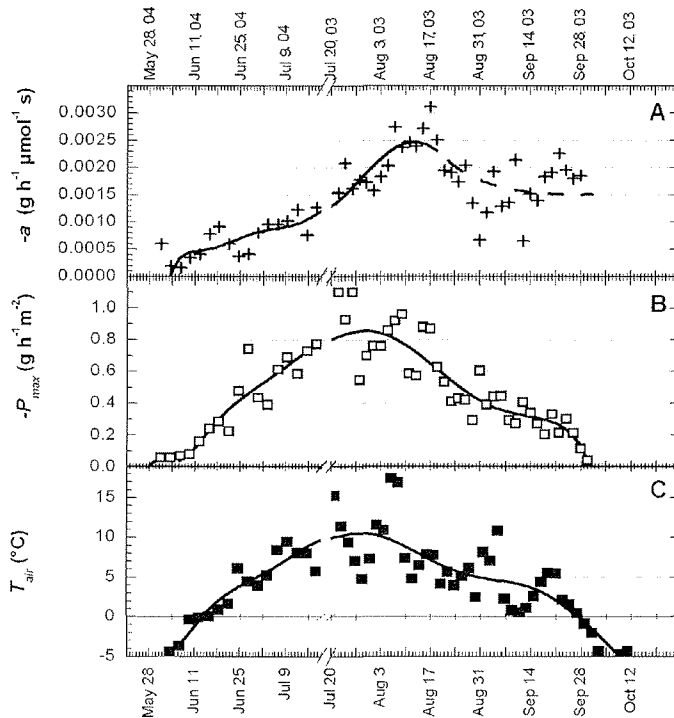 May 28, 04
Jun 11, 04
Jun 25, 04
Jul 9, 04
Jul 20, 03
Aug 3, 03
Aug 17, 03
Aug 31, 03
Sep 14, 03
Sep 28, 03
Oct 12, 03
A
-a (g h⁻¹ μmol⁻¹ s)
0.0030
0.0025
0.0020
0.0015
0.0010
0.0005
0.0000
B
-P_max (g h⁻¹ m⁻²)
1.0
0.8
0.6
0.4
0.2
0.0
C
T_air (°C)
15
10
5
0
-5
May 28
Jun 11
Jun 25
Jul 9
Jul 20
Aug 3
Aug 17
Aug 31
Sep 14
Sep 28
Oct 12